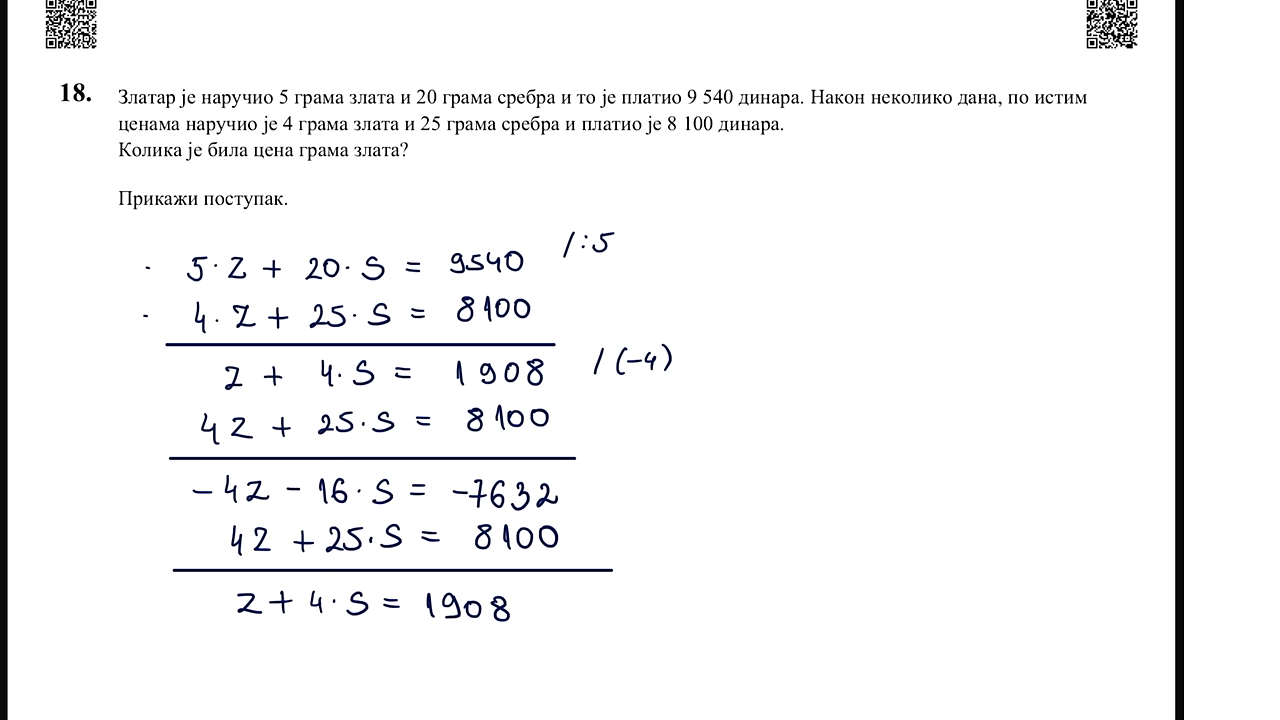 18. Златар је наручио 5 грама злата и 20 грама сребра и то је платио 9 540 динара. Након неколико дана, по истим
ценама наручио је 4 грама злата и 25 грама сребра и платио је 8 100 динара.
Колика је била цена грама злата?
Прикажи поступак.
5·Z + 20·S = 9540 /:5
4·Z + 25·S = 8100
Z + 4·S = 1908 /(-4)
4Z + 25·S = 8100
-4Z - 16·S = -7632
4Z + 25·S = 8100
Z + 4·S = 1908